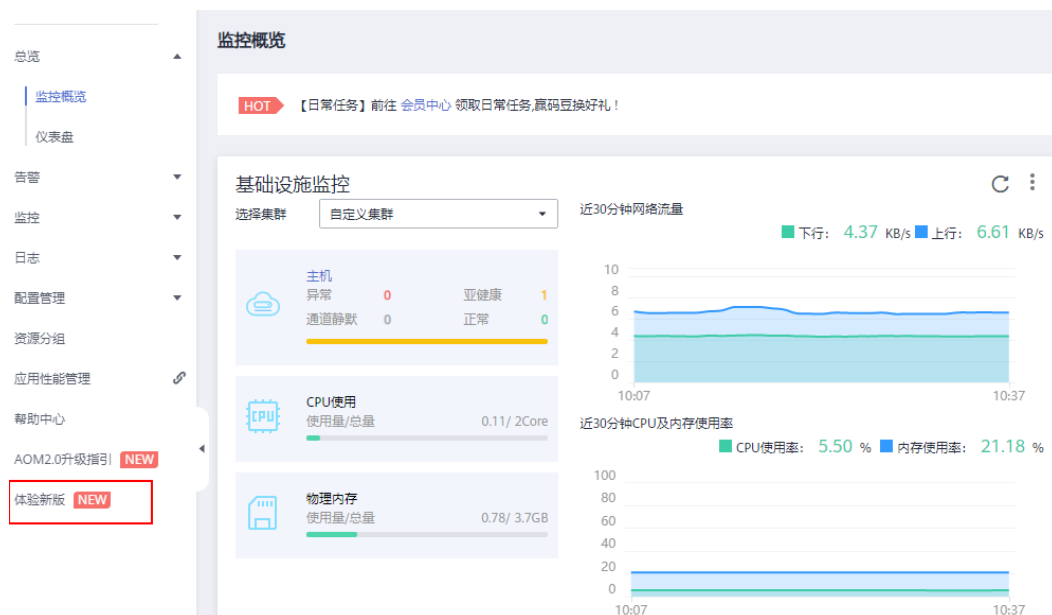 总览
监控概览
仪表盘
告警
监控
日志
配置管理
资源分组
应用性能管理
帮助中心
AOM2.0升级指引 NEW
体验新版 NEW
监控概览
HOT 【日常任务】前往 会员中心 领取日常任务,赢码豆换好礼！
基础设施监控
选择集群 自定义集群
主机
异常 0 亚健康 1
通道静默 0 正常 0
CPU
CPU使用
使用量/总量 0.11/ 2Core
物理内存
使用量/总量 0.78/ 3.7GB
近30分钟网络流量
下行： 4.37 KB/s 上行： 6.61 KB/s
10
8
6
4
2
0
10:07 10:37
近30分钟CPU及内存使用率
CPU使用率： 5.50 % 内存使用率： 21.18 %
100
80
60
40
20
0
10:07 10:37